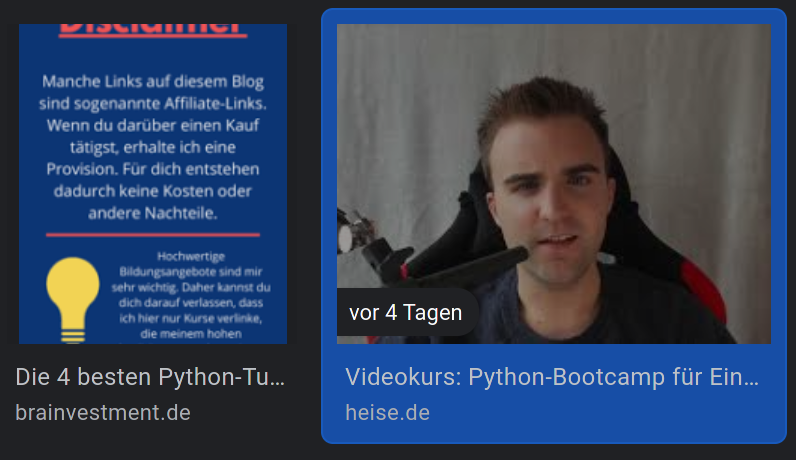 Disclaimer
Manche Links auf diesem Blog
sind sogenannte Affiliate-Links.
Wenn du darüber einen Kauf
tätigst, erhalte ich eine
Provision. Für dich entstehen
dadurch keine Kosten oder
andere Nachteile.
Hochwertige
Bildungsangebote sind mir
sehr wichtig. Daher kannst du
dich darauf verlassen, dass
ich hier nur Kurse verlinke,
die meinem hohen
Die 4 besten Python-Tu...
brainvestment.de
vor 4 Tagen
Videokurs: Python-Bootcamp für Ein...
heise.de